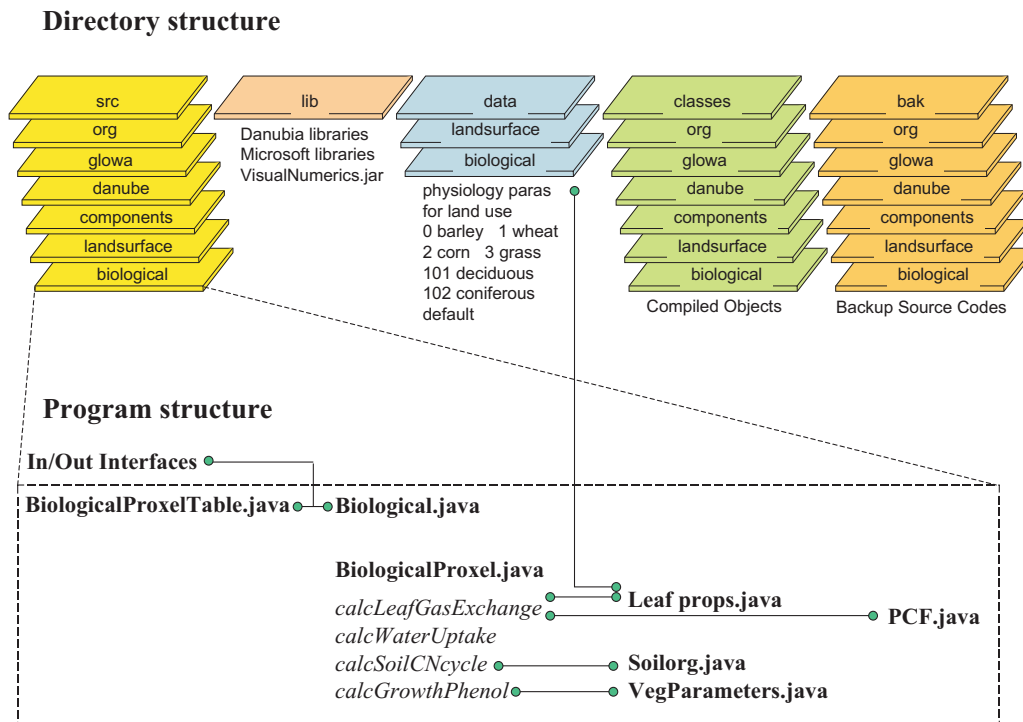 Directory structure
src
org
glowa
danube
components
landsurface
biological
lib
Danubia libraries
Microsoft libraries
VisualNumerics.jar
data
landsurface
biological
physiology paras
for land use
0 barley 1 wheat
2 corn 3 grass
101 deciduous
102 coniferous
default
classes
org
glowa
danube
components
landsurface
biological
Compiled Objects
bak
org
glowa
danube
components
landsurface
biological
Backup Source Codes
Program structure
In/Out Interfaces
BiologicalProxelTable.java Biological.java
BiologicalProxel.java
calcLeafGasExchange Leaf props.java
PCF.java
calcWaterUptake
calcSoilCNcycle Soilorg.java
calcGrowthPhenol VegParameters.java